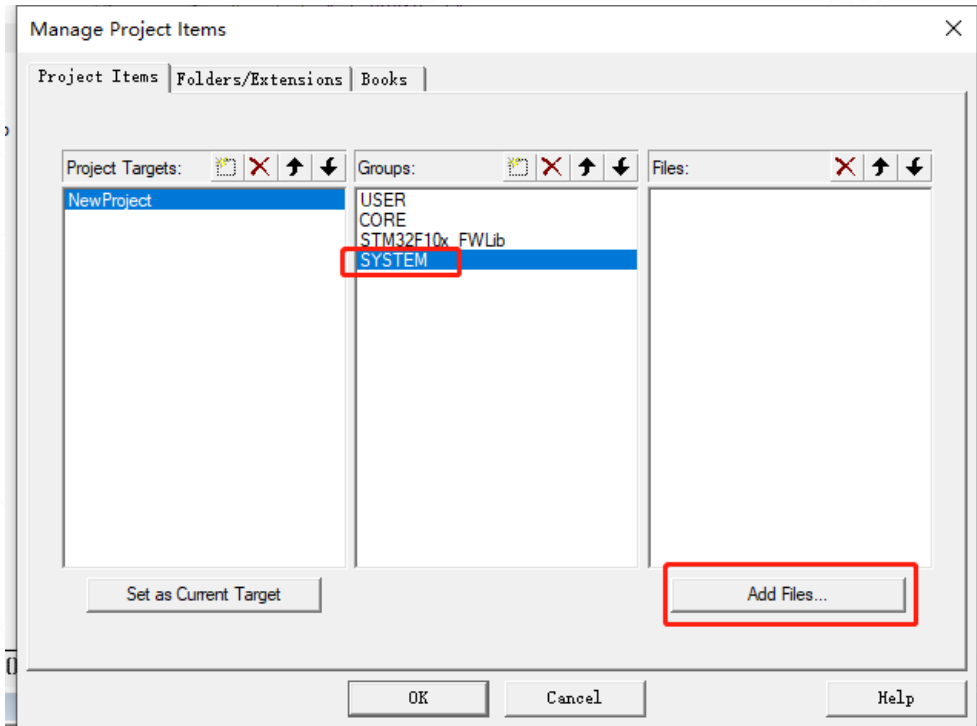 Manage Project Items
Project Items Folders/Extensions Books
Project Targets: Groups: Files:
NewProject
USER
CORE
STM32F10x_FWLib
SYSTEM
Set as Current Target Add Files...
OK Cancel Help